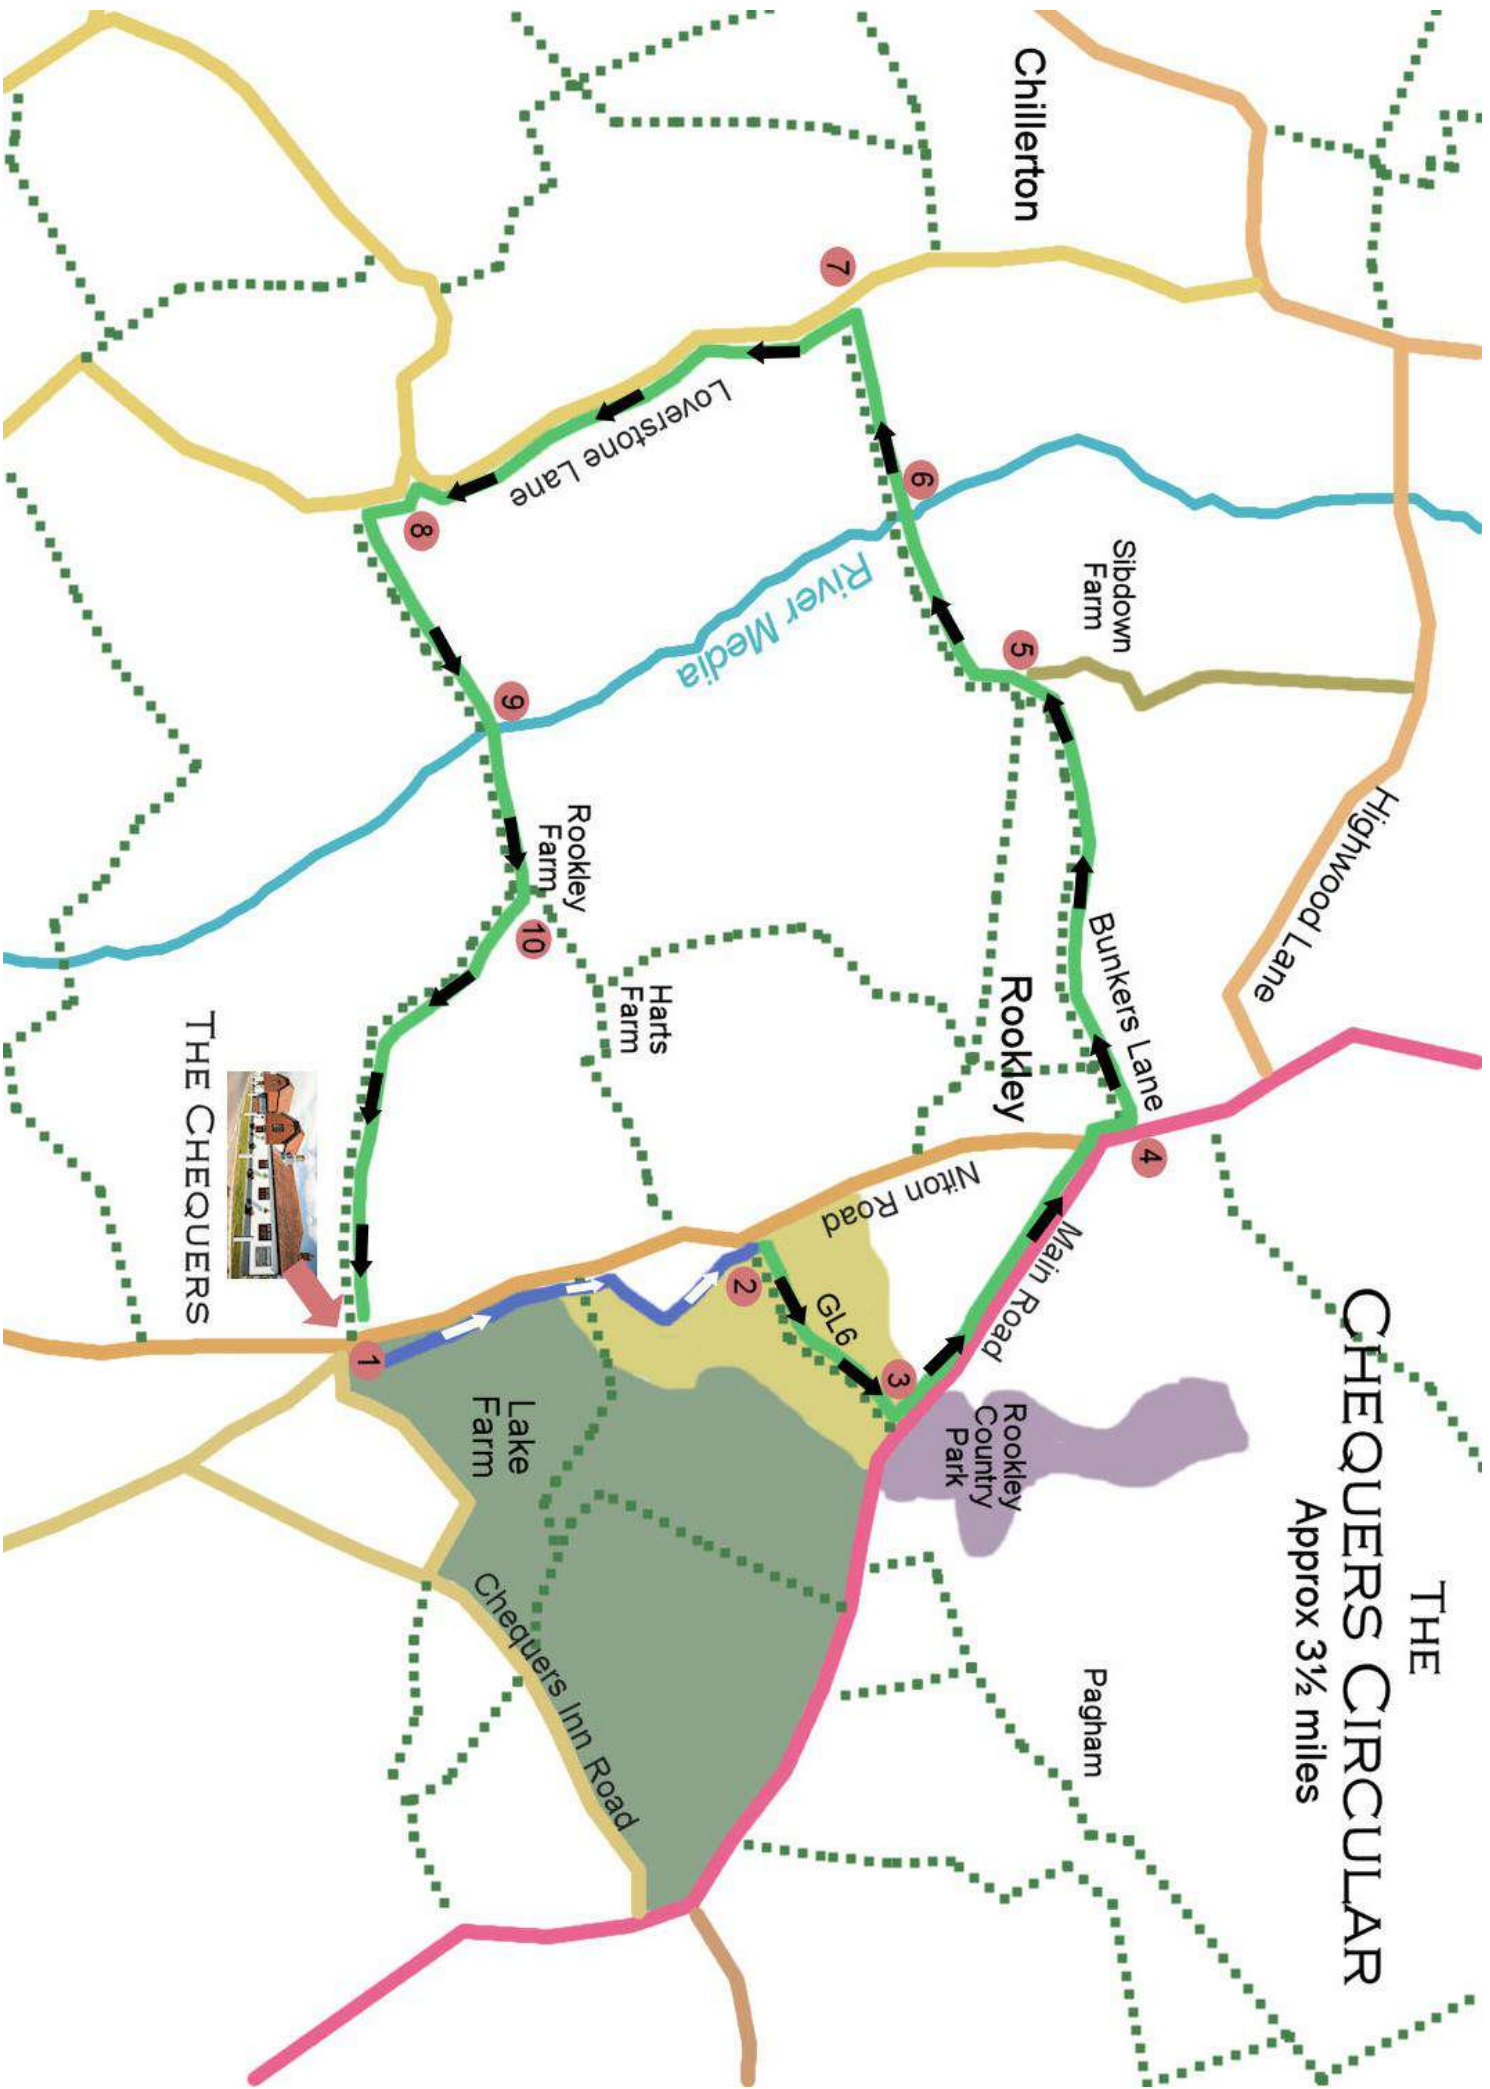 THE
CHEQUERS CIRCULAR
Approx 3½ miles
Chillerton
Highwood Lane
Sibdown
Farm
Bunkers Lane
Rookley
4
Main Road
Rookley
Country
Park
Pagham
7
6
5
River Media
Loverstone Lane
8
9
Rookley
Farm
10
Harts
Farm
Niton Road
GL6
3
2
1
Lake
Farm
Chequers Inn Road
THE CHEQUERS